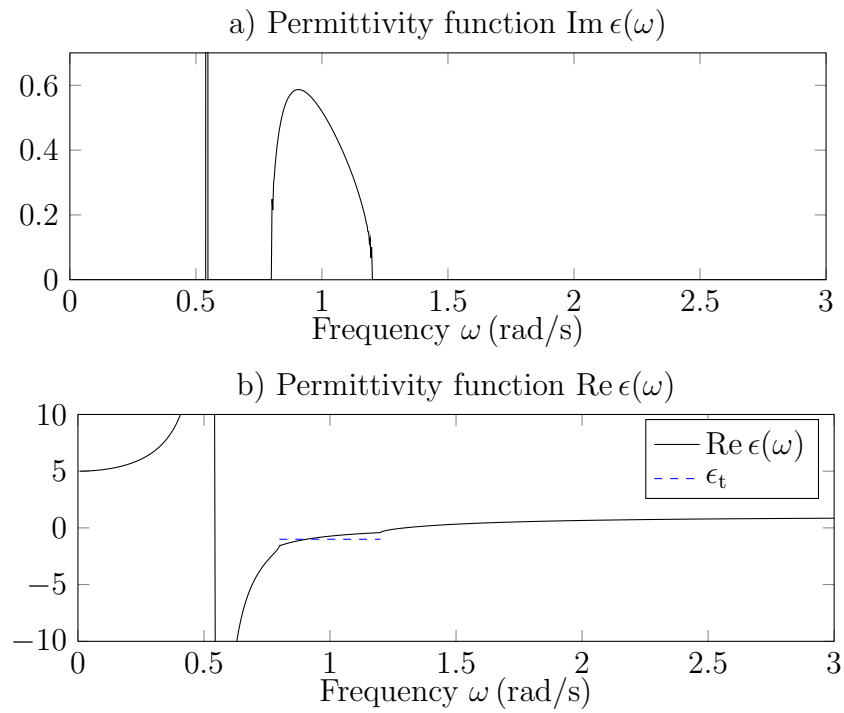 a) Permittivity function Im ϵ(ω)
0.6
0.4
0.2
0
0 0.5 1 1.5 2 2.5 3
Frequency ω (rad/s)
b) Permittivity function Re ϵ(ω)
10
5
0
−5
−10
Re ϵ(ω)
ϵt
0 0.5 1 1.5 2 2.5 3
Frequency ω (rad/s)